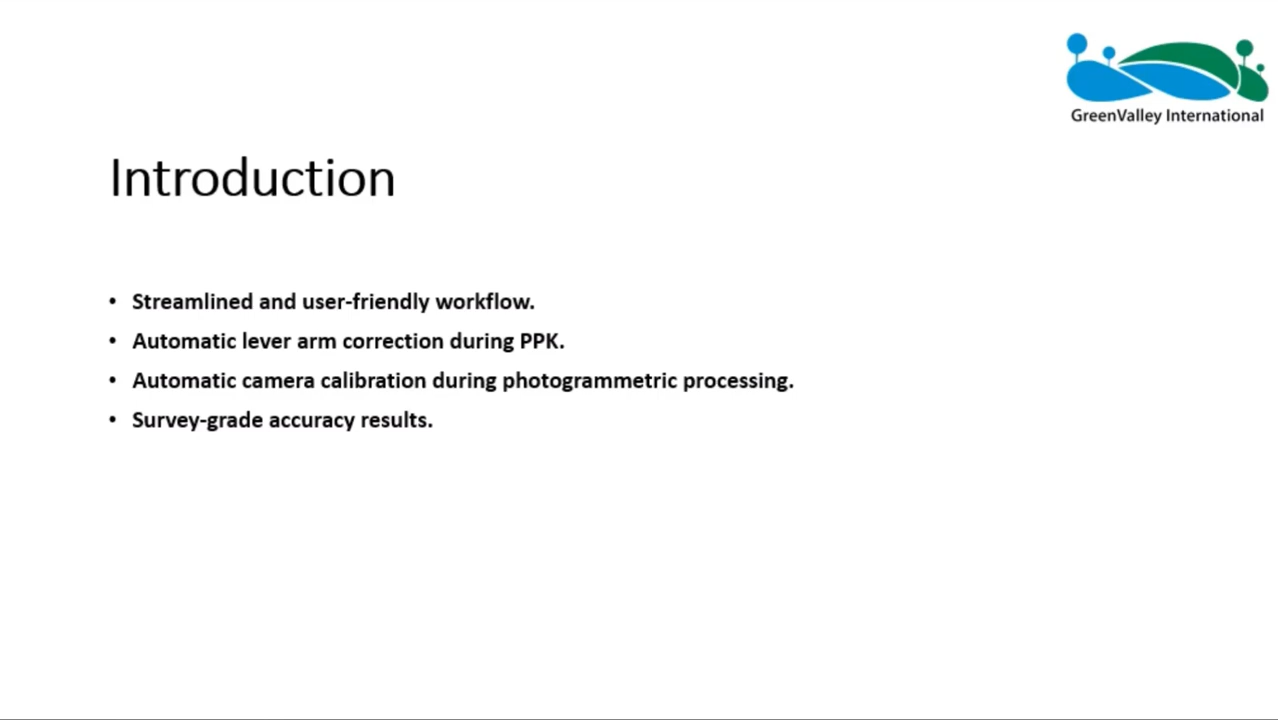 GreenValley International
Introduction
• Streamlined and user-friendly workflow.
• Automatic lever arm correction during PPK.
• Automatic camera calibration during photogrammetric processing.
• Survey-grade accuracy results.